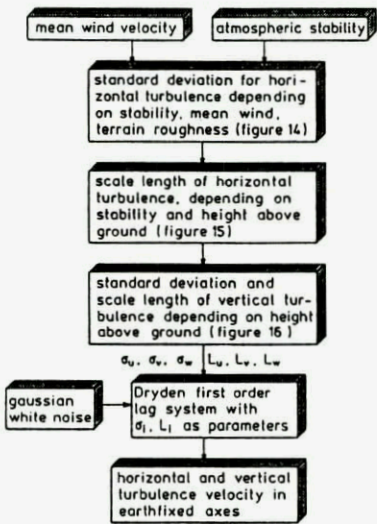 mean wind velocity
atmospheric stability
standard deviation for hori-
zontal turbulence depending
on stability, mean wind,
terrain roughness (figure 14)
scale length of horizontal
turbulence, depending on
stability and height above
ground (figure 15)
standard deviation and
scale length of vertical tur-
bulence depending on height
above ground (figure 16)
σu, σv, σw Lu, Lv, Lw
gaussian
white noise
Dryden first order
lag system with
σi, Li as parameters
horizontal and vertical
turbulence velocity in
earthfixed axes